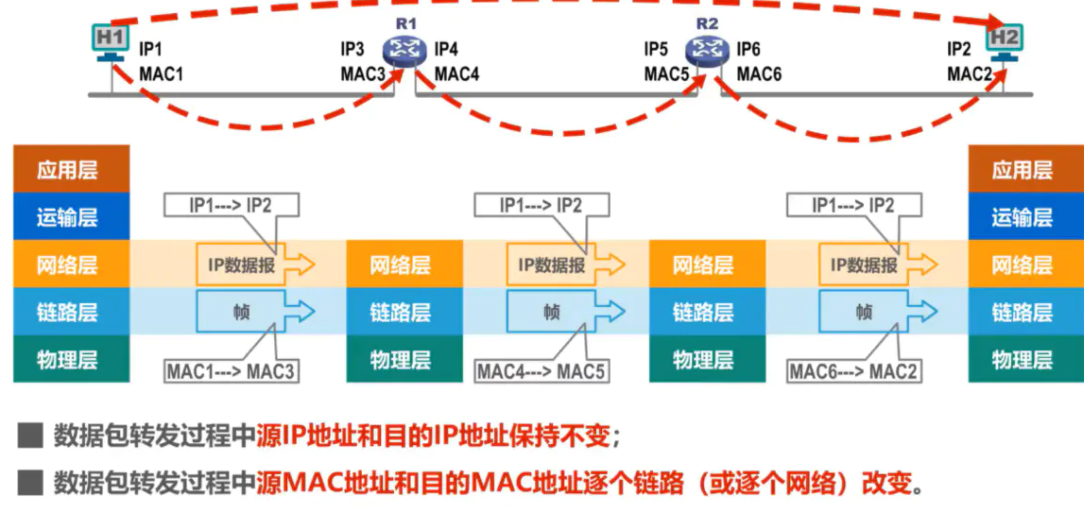 H1 R1 R2 H2
IP1 IP3 IP4 IP5 IP6 IP2
MAC1 MAC3 MAC4 MAC5 MAC6 MAC2
应用层 应用层
运输层 IP1---> IP2 IP1---> IP2 IP1---> IP2 运输层
网络层 IP数据报 网络层 IP数据报 网络层 IP数据报 网络层
链路层 帧 链路层 帧 链路层 帧 链路层
物理层 MAC1---> MAC3 物理层 MAC4---> MAC5 物理层 MAC6---> MAC2 物理层
数据包转发过程中源IP地址和目的IP地址保持不变；
数据包转发过程中源MAC地址和目的MAC地址逐个链路（或逐个网络）改变。